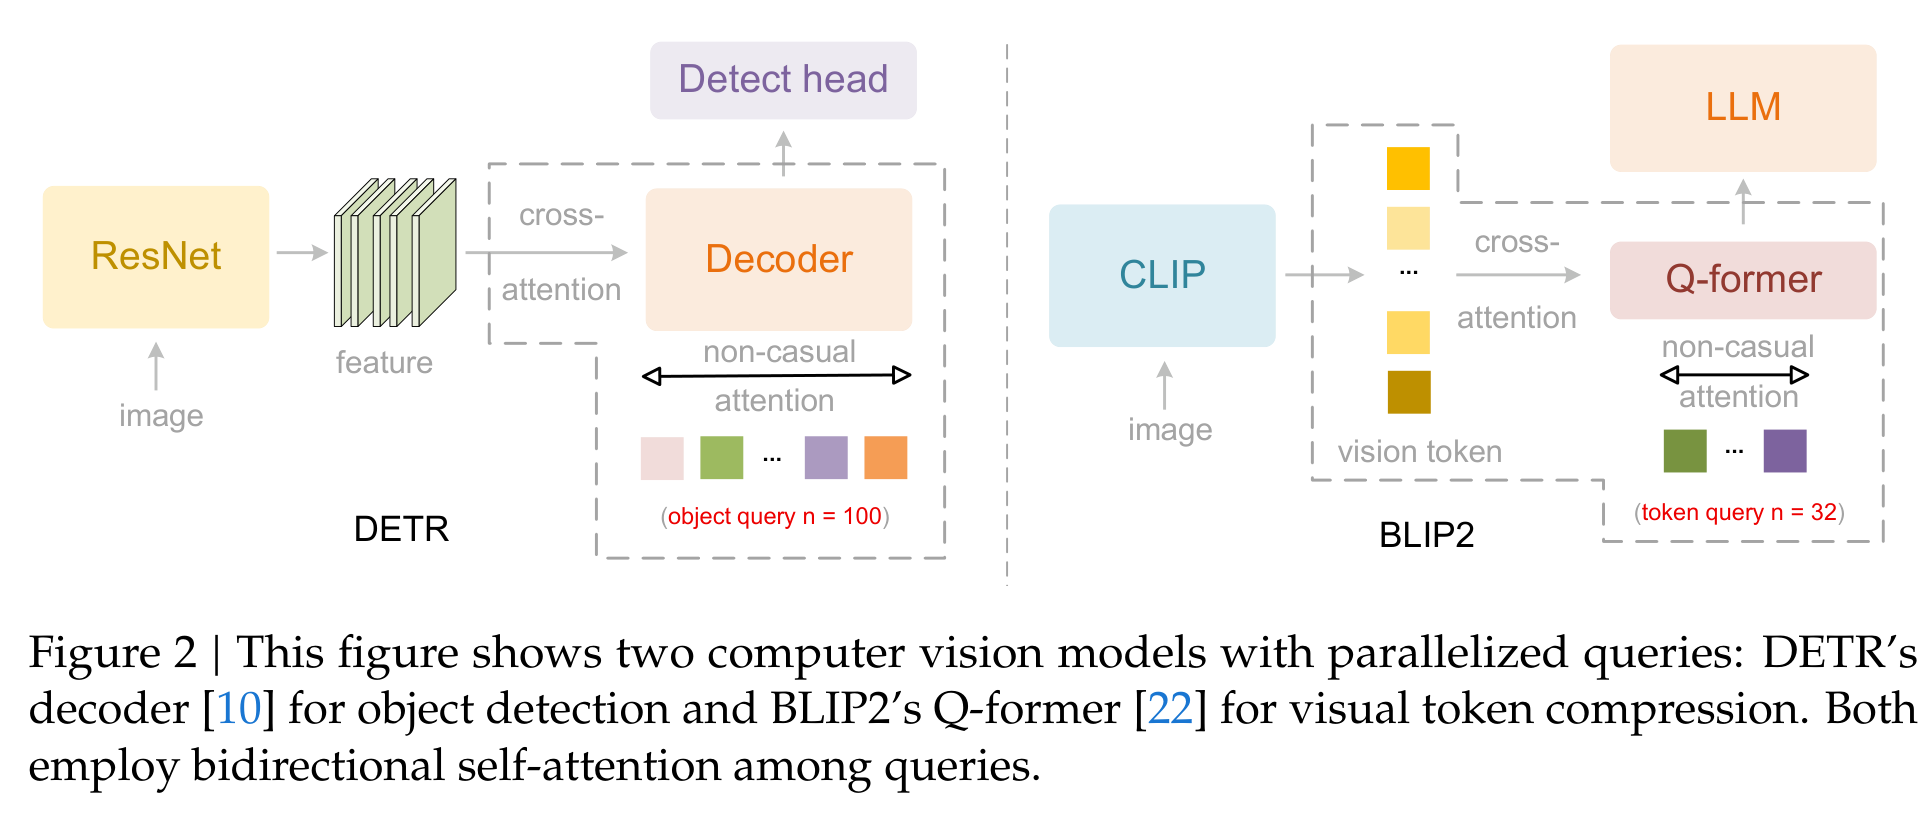 Detect head
ResNet
cross-
attention
Decoder
feature
image
non-casual
attention
...
(object query n = 100)
DETR
LLM
CLIP
...
cross-
attention
Q-former
image
vision token
non-casual
attention
...
(token query n = 32)
BLIP2
Figure 2 | This figure shows two computer vision models with parallelized queries: DETR’s
decoder [10] for object detection and BLIP2’s Q-former [22] for visual token compression. Both
employ bidirectional self-attention among queries.